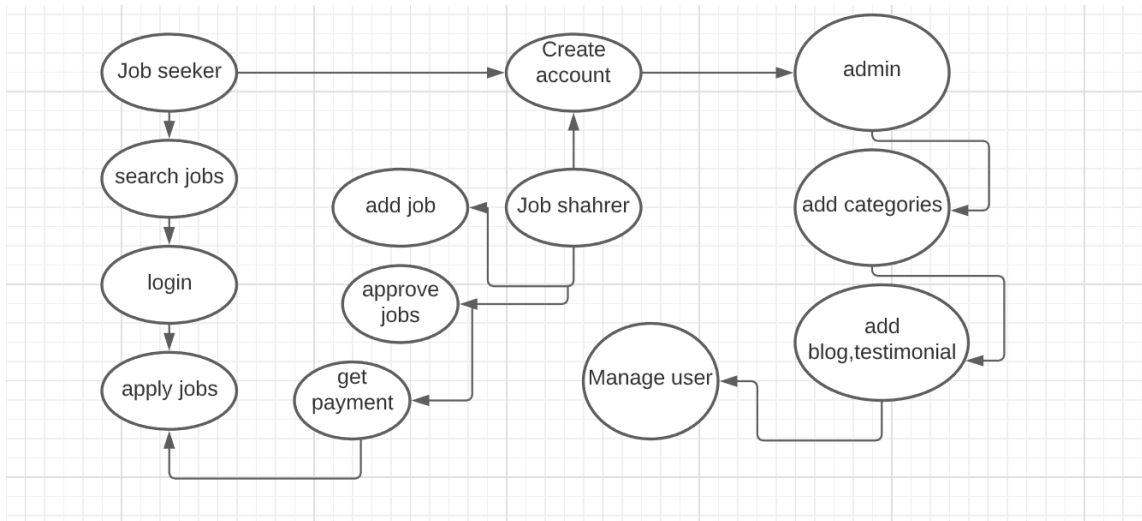 Job seeker
Create
account
admin
search jobs
add job
Job shahrer
add categories
login
approve
jobs
add
blog,testimonial
apply jobs
get
payment
Manage user